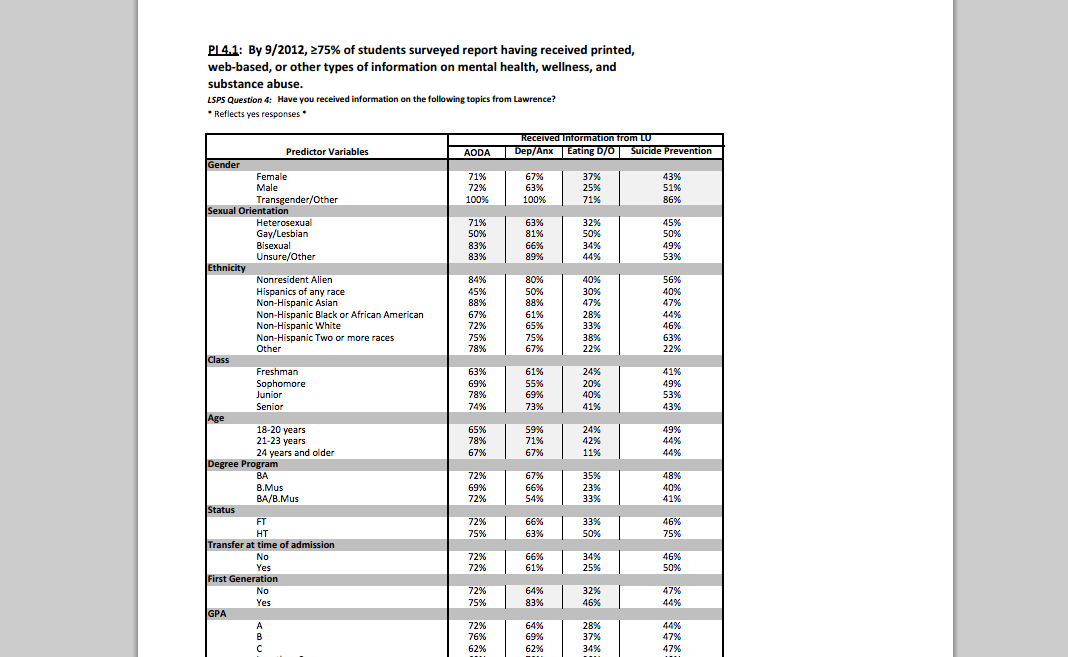 PI 4.1: By 9/2012, ≥75% of students surveyed report having received printed,
web-based, or other types of information on mental health, wellness, and
substance abuse.
LSPS Question 4: Have you received information on the following topics from Lawrence?
* Reflects yes responses *
Received Information from LU
Predictor Variables AODA Dep/Anx Eating D/O Suicide Prevention
Gender
Female 71% 67% 37% 43%
Male 72% 63% 25% 51%
Transgender/Other 100% 100% 71% 86%
Sexual Orientation
Heterosexual 71% 63% 32% 45%
Gay/Lesbian 50% 81% 50% 50%
Bisexual 83% 66% 34% 49%
Unsure/Other 83% 89% 44% 53%
Ethnicity
Nonresident Alien 84% 80% 40% 56%
Hispanics of any race 45% 50% 30% 40%
Non-Hispanic Asian 88% 88% 47% 47%
Non-Hispanic Black or African American 67% 61% 28% 44%
Non-Hispanic White 72% 65% 33% 46%
Non-Hispanic Two or more races 75% 75% 38% 63%
Other 78% 67% 22% 22%
Class
Freshman 63% 61% 24% 41%
Sophomore 69% 55% 20% 49%
Junior 78% 69% 40% 53%
Senior 74% 73% 41% 43%
Age
18-20 years 65% 59% 24% 49%
21-23 years 78% 71% 42% 44%
24 years and older 67% 67% 11% 44%
Degree Program
BA 72% 67% 35% 48%
B.Mus 69% 66% 23% 40%
BA/B.Mus 72% 54% 33% 41%
Status
FT 72% 66% 33% 46%
HT 75% 63% 50% 75%
Transfer at time of admission
No 72% 66% 34% 46%
Yes 72% 61% 25% 50%
First Generation
No 72% 64% 32% 47%
Yes 75% 83% 46% 44%
GPA
A 72% 64% 28% 44%
B 76% 69% 37% 47%
C 62% 62% 34% 47%